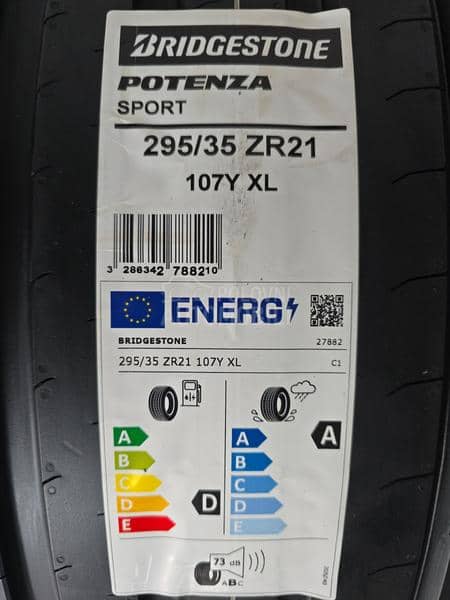 BRIDGESTONE
POTENZA
SPORT
295/35 ZR21
107Y XL
3 286342 788210
ENERG
BRIDGESTONE
27882
295/35 ZR21 107Y XL
C1
A
A
A
B
B
C
C
D
D
D
E
E
73 dB
ABC